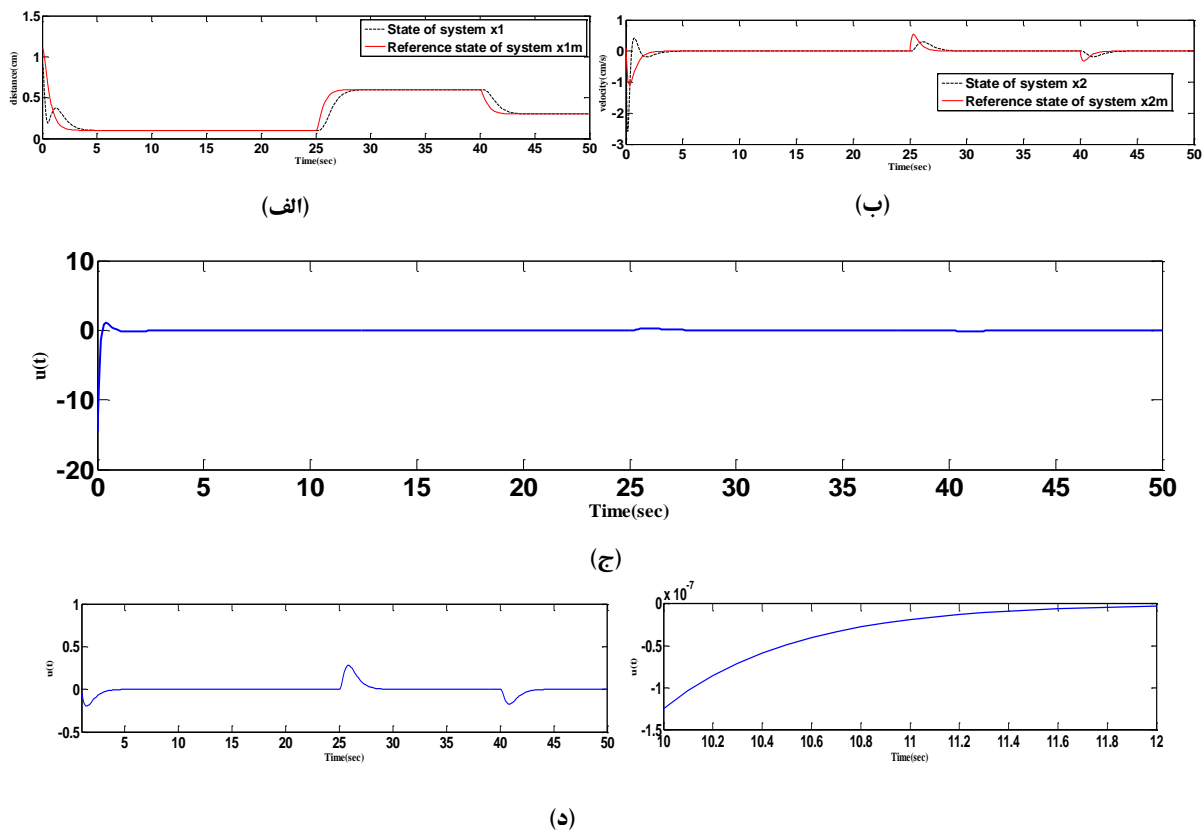 1.5
1
0.5
0
distance(cm)
State of system x1
Reference state of system x1m
0 5 10 15 20 25 30 35 40 45 50
Time(sec)
(الف)
1
0
-1
-2
-3
velocity(cm/s)
State of system x2
Reference state of system x2m
0 5 10 15 20 25 30 35 40 45 50
Time(sec)
(ب)
10
0
-10
-20
u(t)
0 5 10 15 20 25 30 35 40 45 50
Time(sec)
(ج)
1
0.5
0
-0.5
u(t)
5 10 15 20 25 30 35 40 45 50
Time(sec)
x 10^-7
0
-0.5
-1
-1.5
u(t)
10 10.2 10.4 10.6 10.8 11 11.2 11.4 11.6 11.8 12
Time(sec)
(د)